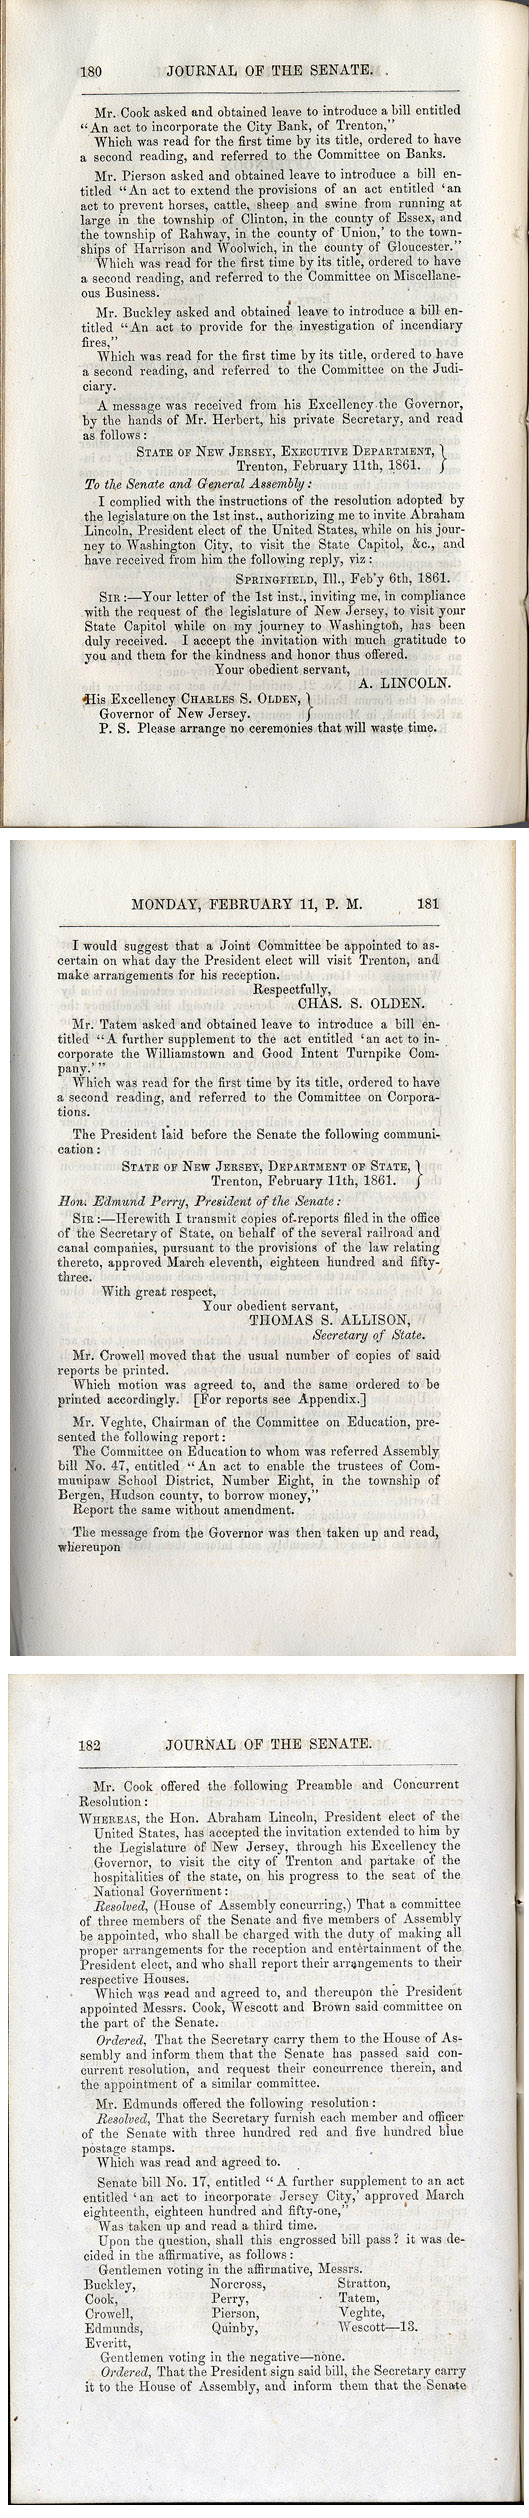 180 JOURNAL OF THE SENATE.
Mr. Cook asked and obtained leave to introduce a bill entitled
"An act to incorporate the City Bank, of Trenton,"
Which was read for the first time by its title, ordered to have
a second reading, and referred to the Committee on Banks.
Mr. Pierson asked and obtained leave to introduce a bill en-
titled "An act to extend the provisions of an act entitled 'an
act to prevent horses, cattle, sheep and swine from running at
large in the township of Clinton, in the county of Essex, and
the township of Rahway, in the county of Union,' to the town-
ships of Harrison and Woolwich, in the county of Gloucester."
Which was read for the first time by its title, ordered to have
a second reading, and referred to the Committee on Miscellane-
ous Business.
Mr. Buckley asked and obtained leave to introduce a bill en-
titled "An act to provide for the investigation of incendiary
fires,"
Which was read for the first time by its title, ordered to have
a second reading, and referred to the Committee on the Judi-
ciary.
A message was received from his Excellency the Governor,
by the hands of Mr. Herbert, his private Secretary, and read
as follows:
STATE OF NEW JERSEY, EXECUTIVE DEPARTMENT, }
Trenton, February 11th, 1861.
To the Senate and General Assembly:
I complied with the instructions of the resolution adopted by
the legislature on the 1st inst., authorizing me to invite Abraham
Lincoln, President elect of the United States, while on his jour-
ney to Washington City, to visit the State Capitol, &c., and
have received from him the following reply, viz:
SPRINGFIELD, Ill., Feb'y 6th, 1861.
SIR:—Your letter of the 1st inst., inviting me, in compliance
with the request of the legislature of New Jersey, to visit your
State Capitol while on my journey to Washington, has been
duly received. I accept the invitation with much gratitude to
you and them for the kindness and honor thus offered.
Your obedient servant,
A. LINCOLN.
His Excellency CHARLES S. OLDEN, }
Governor of New Jersey.
P. S. Please arrange no ceremonies that will waste time.
MONDAY, FEBRUARY 11, P. M. 181
I would suggest that a Joint Committee be appointed to as-
certain on what day the President elect will visit Trenton, and
make arrangements for his reception.
Respectfully,
CHAS. S. OLDEN.
Mr. Tatem asked and obtained leave to introduce a bill en-
titled "A further supplement to the act entitled 'an act to in-
corporate the Williamstown and Good Intent Turnpike Com-
pany.'"
Which was read for the first time by its title, ordered to have
a second reading, and referred to the Committee on Corpora-
tions.
The President laid before the Senate the following communi-
cation:
STATE OF NEW JERSEY, DEPARTMENT OF STATE, }
Trenton, February 11th, 1861.
Hon. Edmund Perry, President of the Senate:
SIR:—Herewith I transmit copies of reports filed in the office
of the Secretary of State, on behalf of the several railroad and
canal companies, pursuant to the provisions of the law relating
thereto, approved March eleventh, eighteen hundred and fifty-
three.
With great respect,
Your obedient servant,
THOMAS S. ALLISON,
Secretary of State.
Mr. Crowell moved that the usual number of copies of said
reports be printed.
Which motion was agreed to, and the same ordered to be
printed accordingly. [For reports see Appendix.]
Mr. Veghte, Chairman of the Committee on Education, pre-
sented the following report:
The Committee on Education to whom was referred Assembly
bill No. 47, entitled "An act to enable the trustees of Com-
munipaw School District, Number Eight, in the township of
Bergen, Hudson county, to borrow money,"
Report the same without amendment.
The message from the Governor was then taken up and read,
whereupon
182 JOURNAL OF THE SENATE.
Mr. Cook offered the following Preamble and Concurrent
Resolution:
WHEREAS, the Hon. Abraham Lincoln, President elect of the
United States, has accepted the invitation extended to him by
the Legislature of New Jersey, through his Excellency the
Governor, to visit the city of Trenton and partake of the
hospitalities of the state, on his progress to the seat of the
National Government:
Resolved, (House of Assembly concurring,) That a committee
of three members of the Senate and five members of Assembly
be appointed, who shall be charged with the duty of making all
proper arrangements for the reception and entertainment of the
President elect, and who shall report their arrangements to their
respective Houses.
Which was read and agreed to, and thereupon the President
appointed Messrs. Cook, Wescott and Brown said committee on
the part of the Senate.
Ordered, That the Secretary carry them to the House of As-
sembly and inform them that the Senate has passed said con-
current resolution, and request their concurrence therein, and
the appointment of a similar committee.
Mr. Edmunds offered the following resolution:
Resolved, That the Secretary furnish each member and officer
of the Senate with three hundred red and five hundred blue
postage stamps.
Which was read and agreed to.
Senate bill No. 17, entitled "A further supplement to an act
entitled 'an act to incorporate Jersey City,' approved March
eighteenth, eighteen hundred and fifty-one,"
Was taken up and read a third time.
Upon the question, shall this engrossed bill pass? it was de-
cided in the affirmative, as follows:
Gentlemen voting in the affirmative, Messrs.
Buckley, Norcross, Stratton,
Cook, Perry, Tatem,
Crowell, Pierson, Veghte,
Edmunds, Quinby, Wescott—13.
Everitt,
Gentlemen voting in the negative—none.
Ordered, That the President sign said bill, the Secretary carry
it to the House of Assembly, and inform them that the Senate